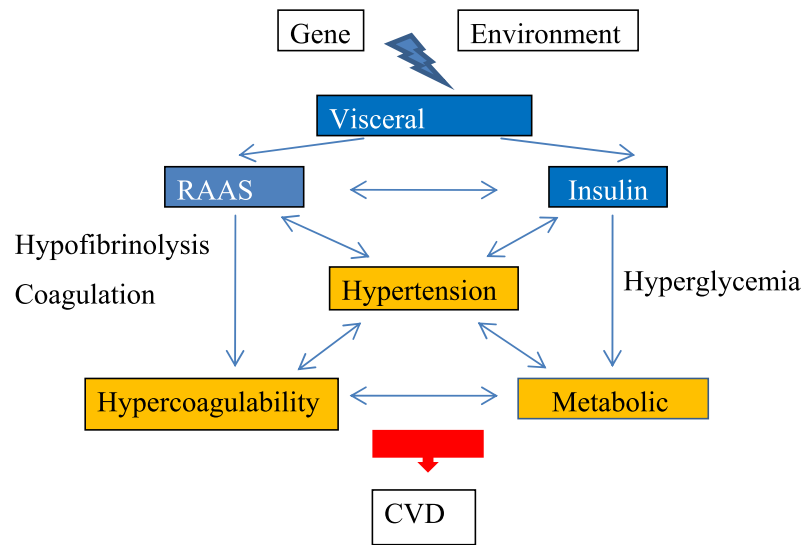 Gene
Environment
Visceral
RAAS
Insulin
Hypofibrinolysis
Coagulation
Hypertension
Hyperglycemia
Hypercoagulability
Metabolic
CVD